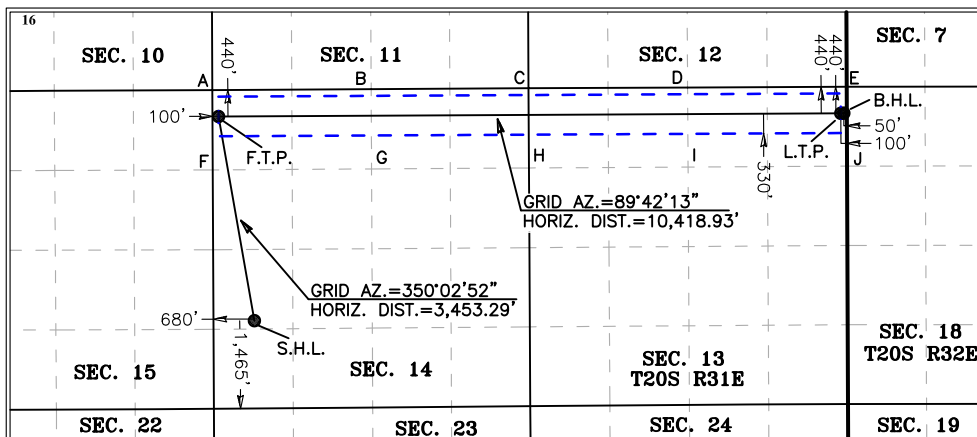 16
SEC. 10
SEC. 11
SEC. 12
SEC. 7
440'
440'
440'
A
B
C
D
E
100'
B.H.L.
50'
F.T.P.
L.T.P.
100'
F
G
H
I
J
330'
GRID AZ.=89°42'13"
HORIZ. DIST.=10,418.93'
GRID AZ.=350°02'52"
HORIZ. DIST.=3,453.29'
680'
S.H.L.
1,465'
SEC. 15
SEC. 14
SEC. 13
T20S R31E
SEC. 18
T20S R32E
SEC. 22
SEC. 23
SEC. 24
SEC. 19